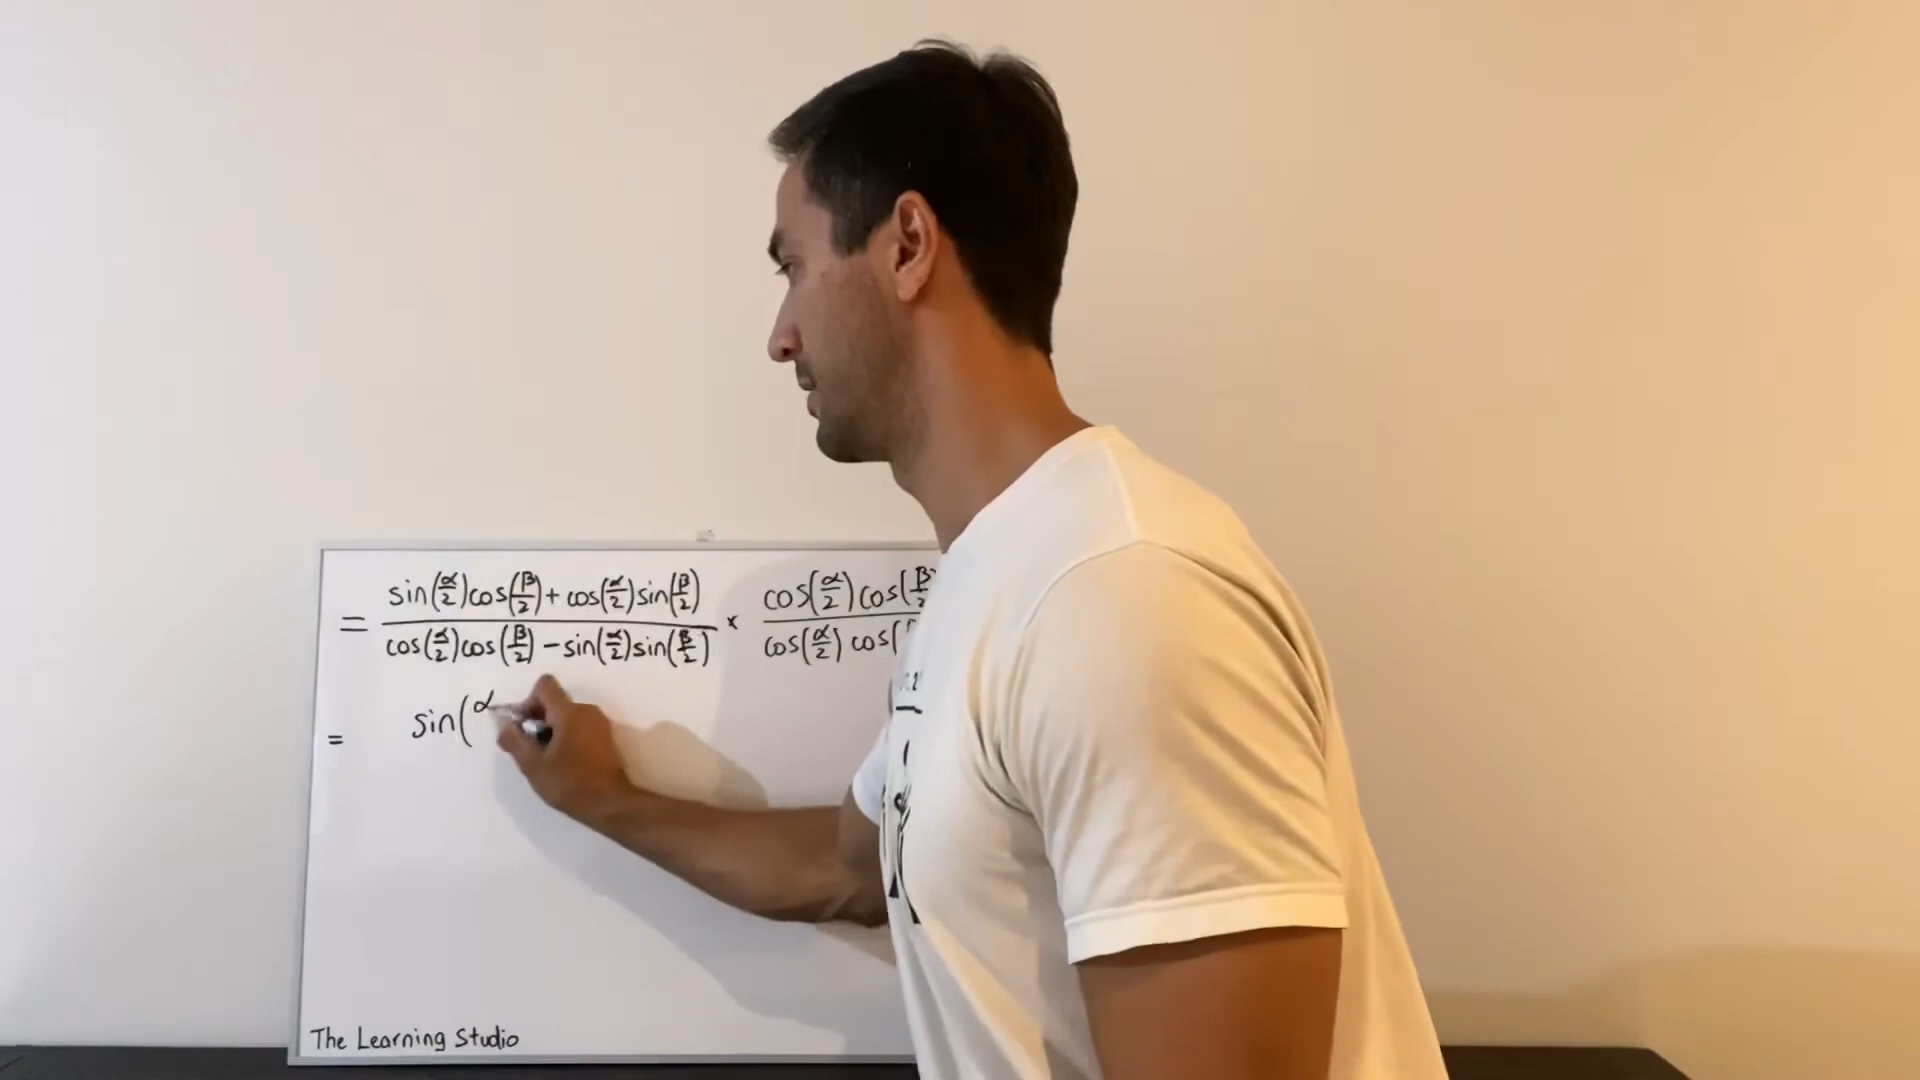 = (sin(α/2)cos(β/2) + cos(α/2)sin(β/2)) / (cos(α/2)cos(β/2) − sin(α/2)sin(β/2)) × (cos(α/2)cos(β/2) / (cos(α/2) cos(
= sin(α
The Learning Studio